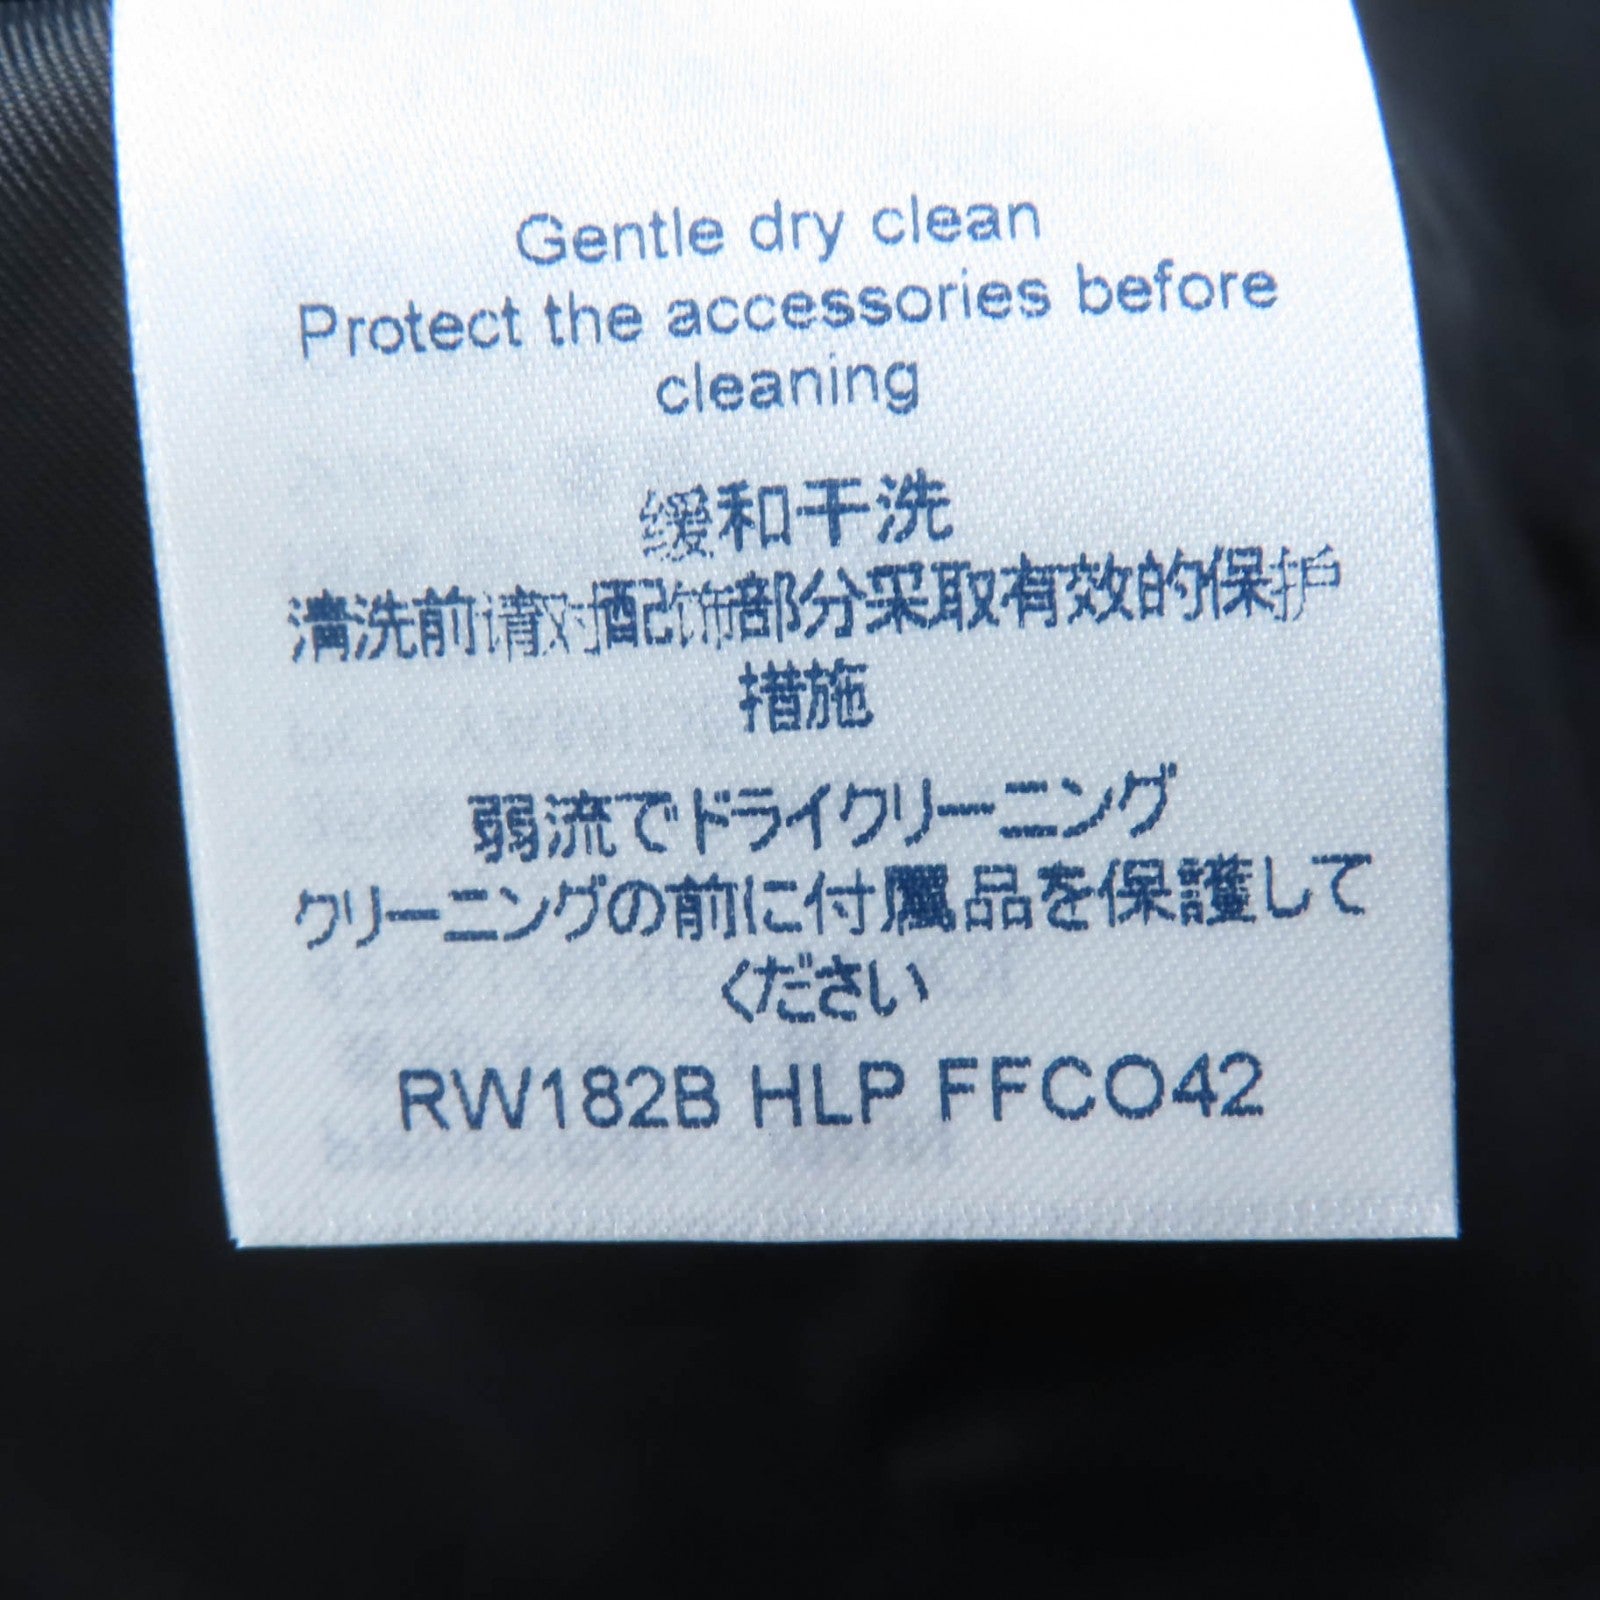 Gentle dry clean
Protect the accessories before
cleaning
缓和干洗
清洗前请对配饰部分采取有效的保护
措施
弱流でドライクリーニング
クリーニングの前に付属品を保護して
ください
RW182B HLP FFCO42